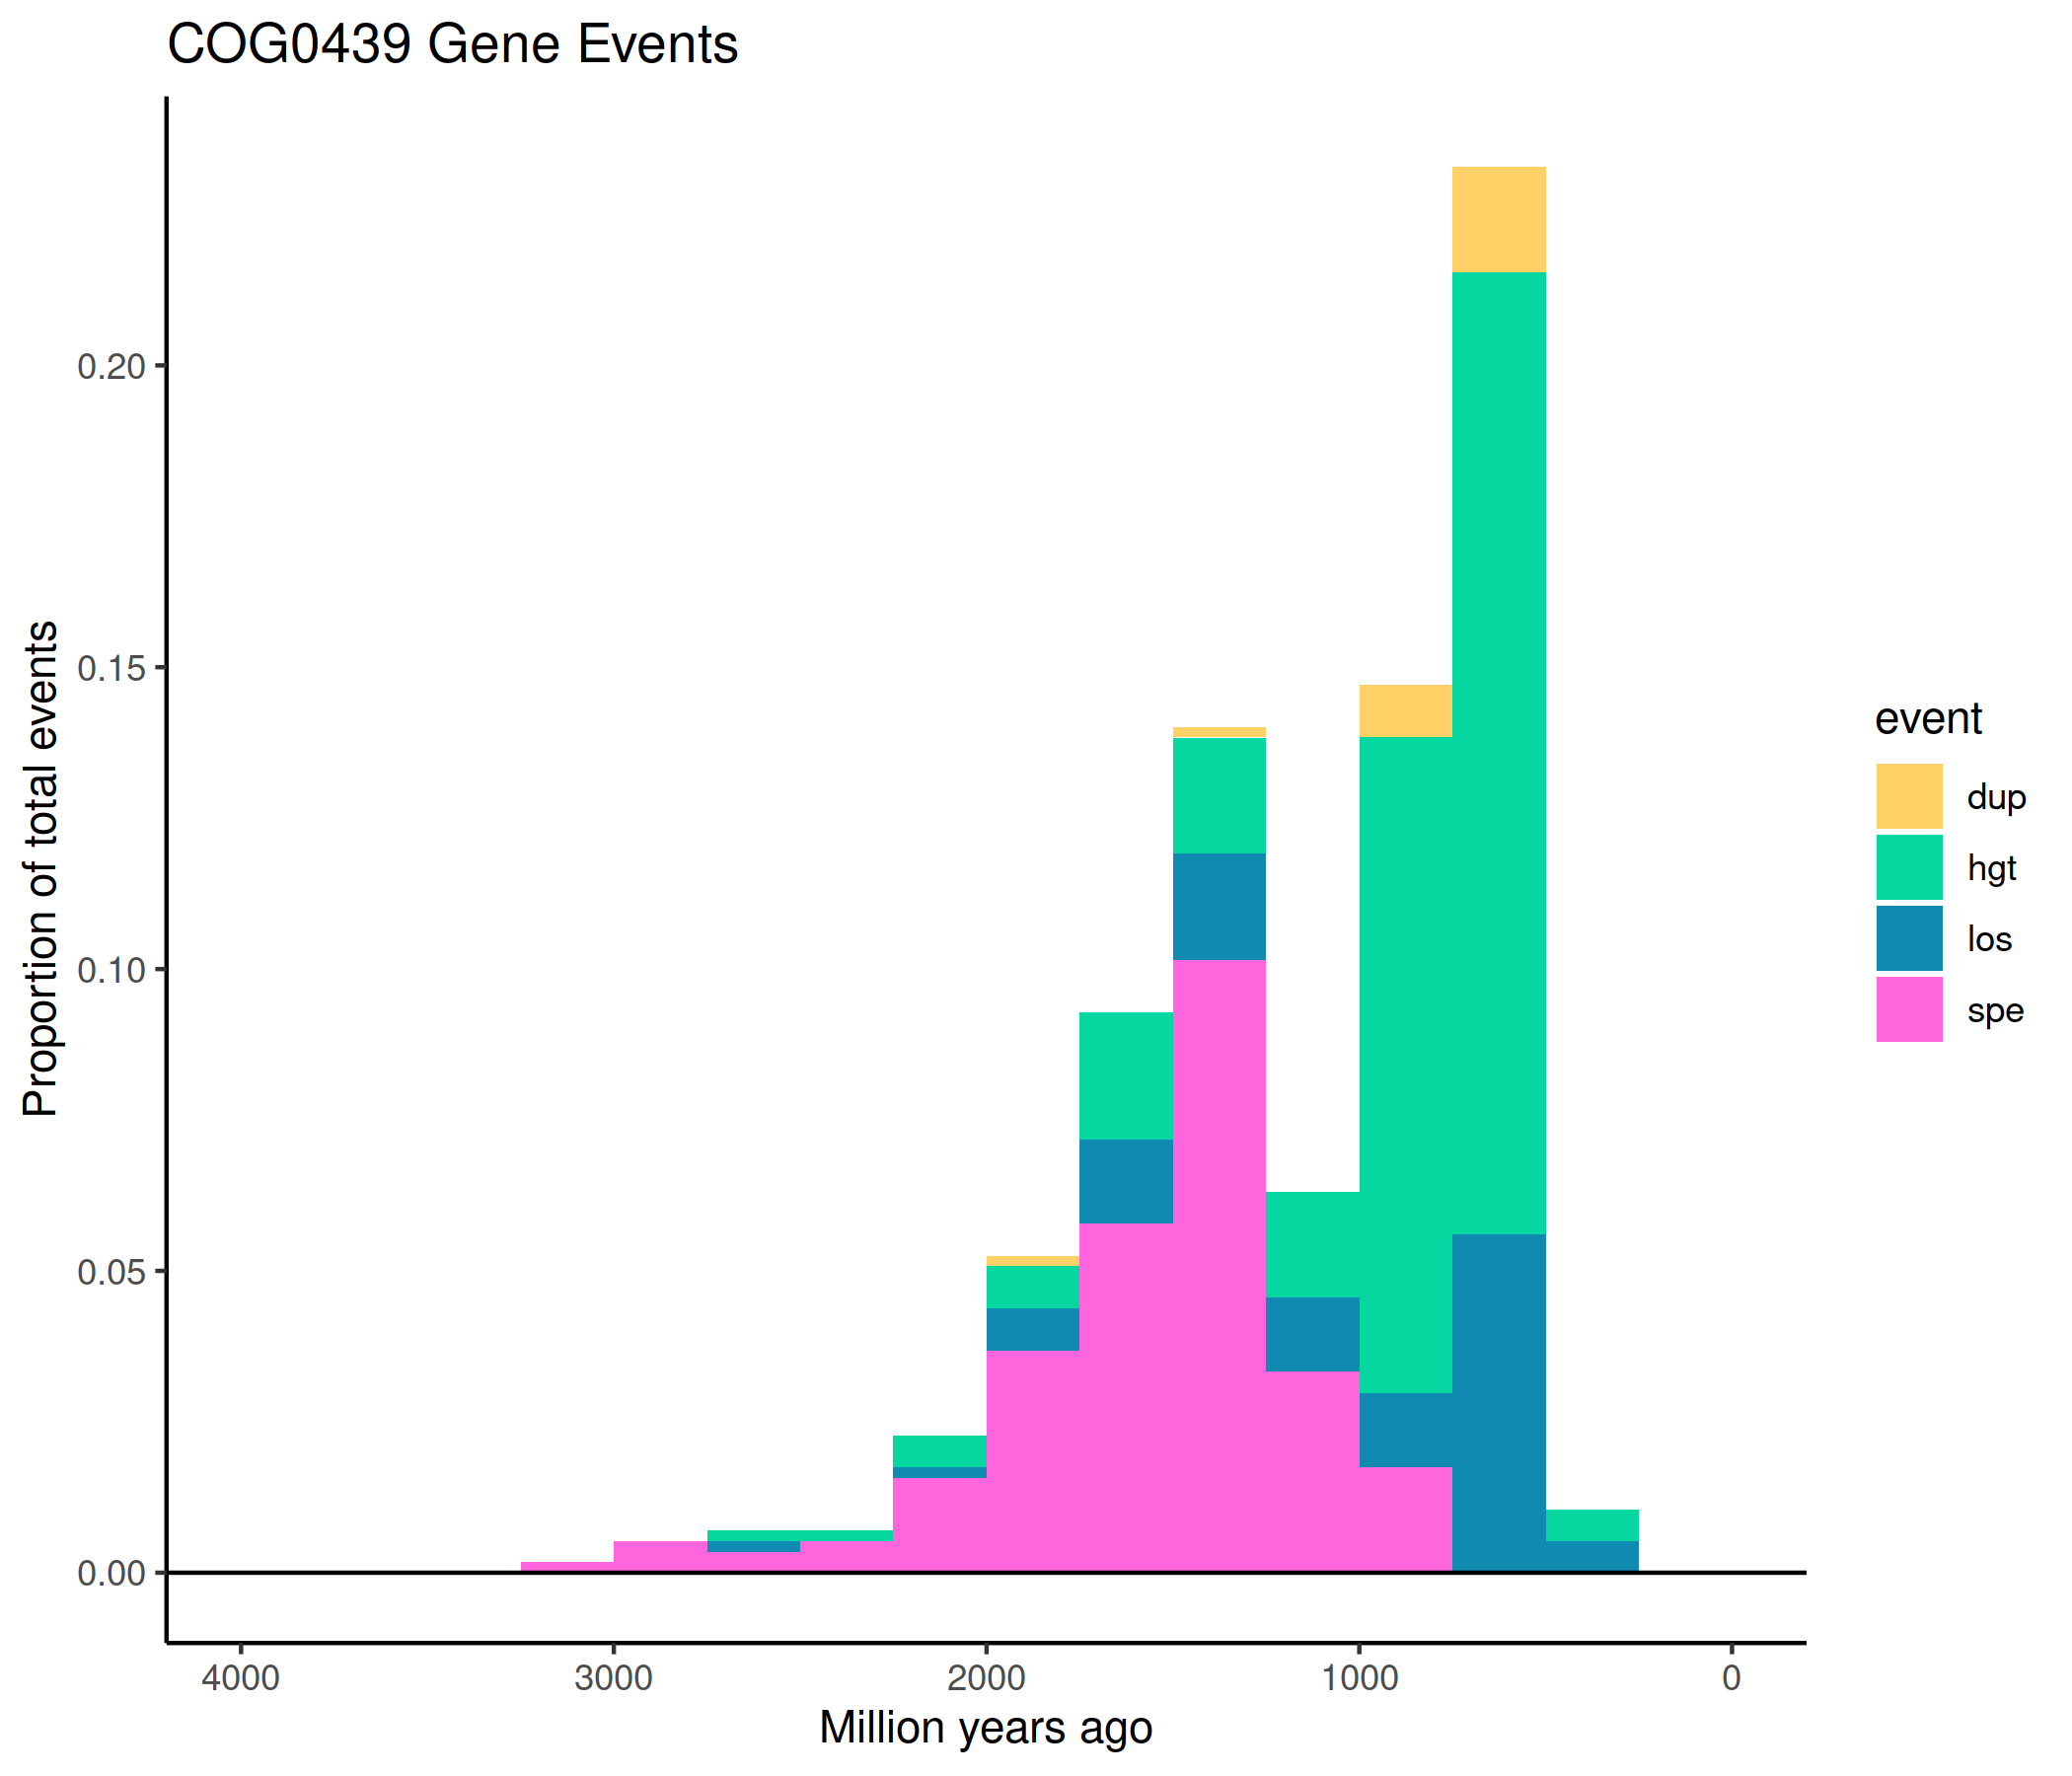 COG0439 Gene Events
Proportion of total events
0.20
0.15
0.10
0.05
0.00
4000 3000 2000 1000 0
Million years ago
event
dup
hgt
los
spe